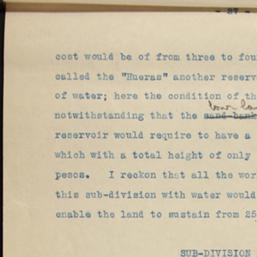 - 27 -
cost would be of from three to fou
called the "Hueras" another reserv
of water; here the condition of th
notwithstanding that the sand-bank
reservoir would require to have a
which with a total height of only
pesos. I reckon that all the wor
this sub-division with water would
enable the land to sustain from 25
SUB-DIVISION